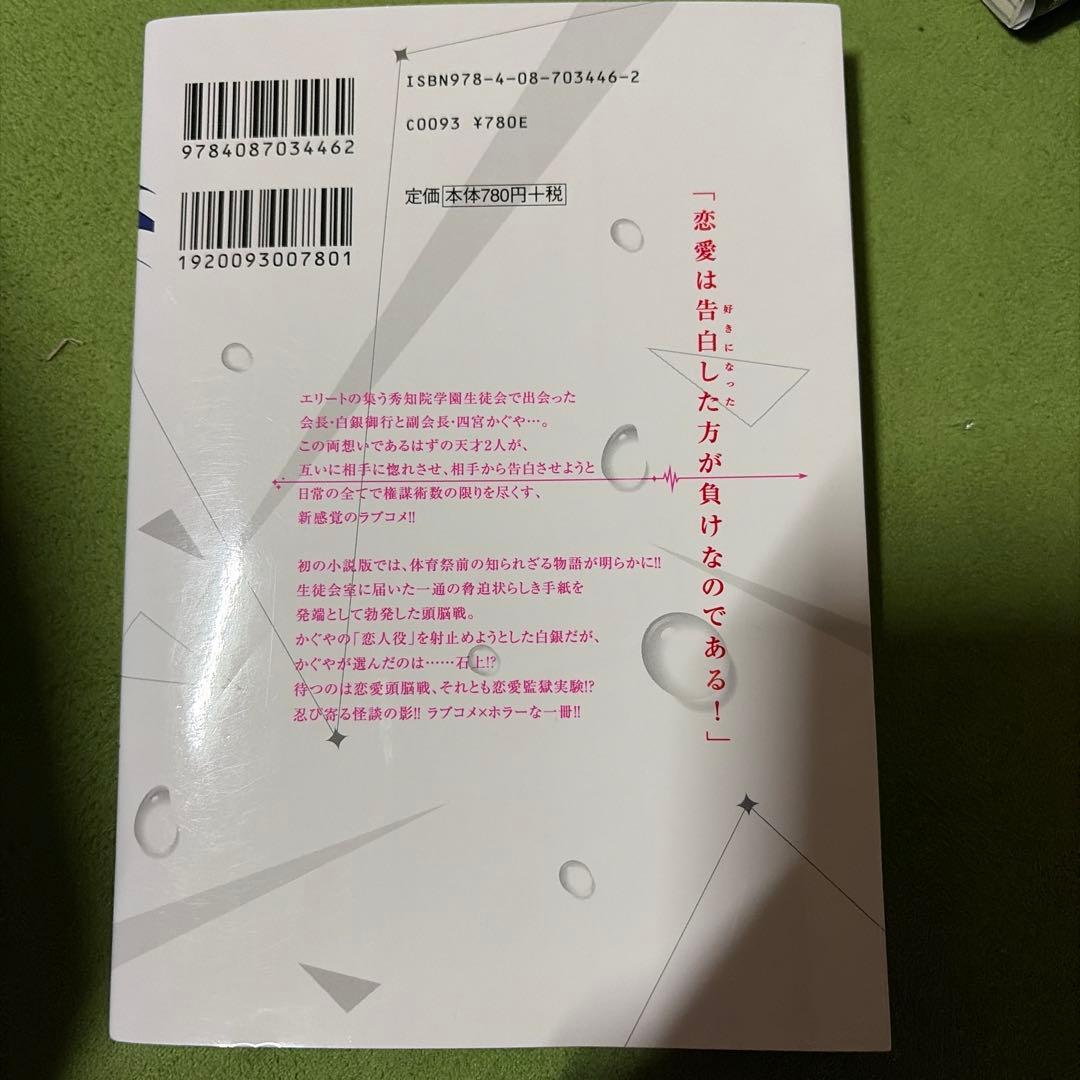 ISBN978-4-08-703446-2
C0093 ¥780E
9784087034462
定価 本体780円+税
1920093007801
「恋愛は告白した方が負けなのである！」
好きになった
エリートの集う秀知院学園生徒会で出会った
会長・白銀御行と副会長・四宮かぐや…。
この両想いであるはずの天才2人が、
互いに相手に惚れさせ、相手から告白させようと
日常の全てで権謀術数の限りを尽くす、
新感覚のラブコメ!!
初の小説版では、体育祭前の知られざる物語が明らかに!!
生徒会室に届いた一通の脅迫状らしき手紙を
発端として勃発した頭脳戦。
かぐやの「恋人役」を射止めようとした白銀だが、
かぐやが選んだのは……石上!?
待つのは恋愛頭脳戦、それとも恋愛監獄実験!?
忍び寄る怪談の影!! ラブコメ×ホラーな一冊!!